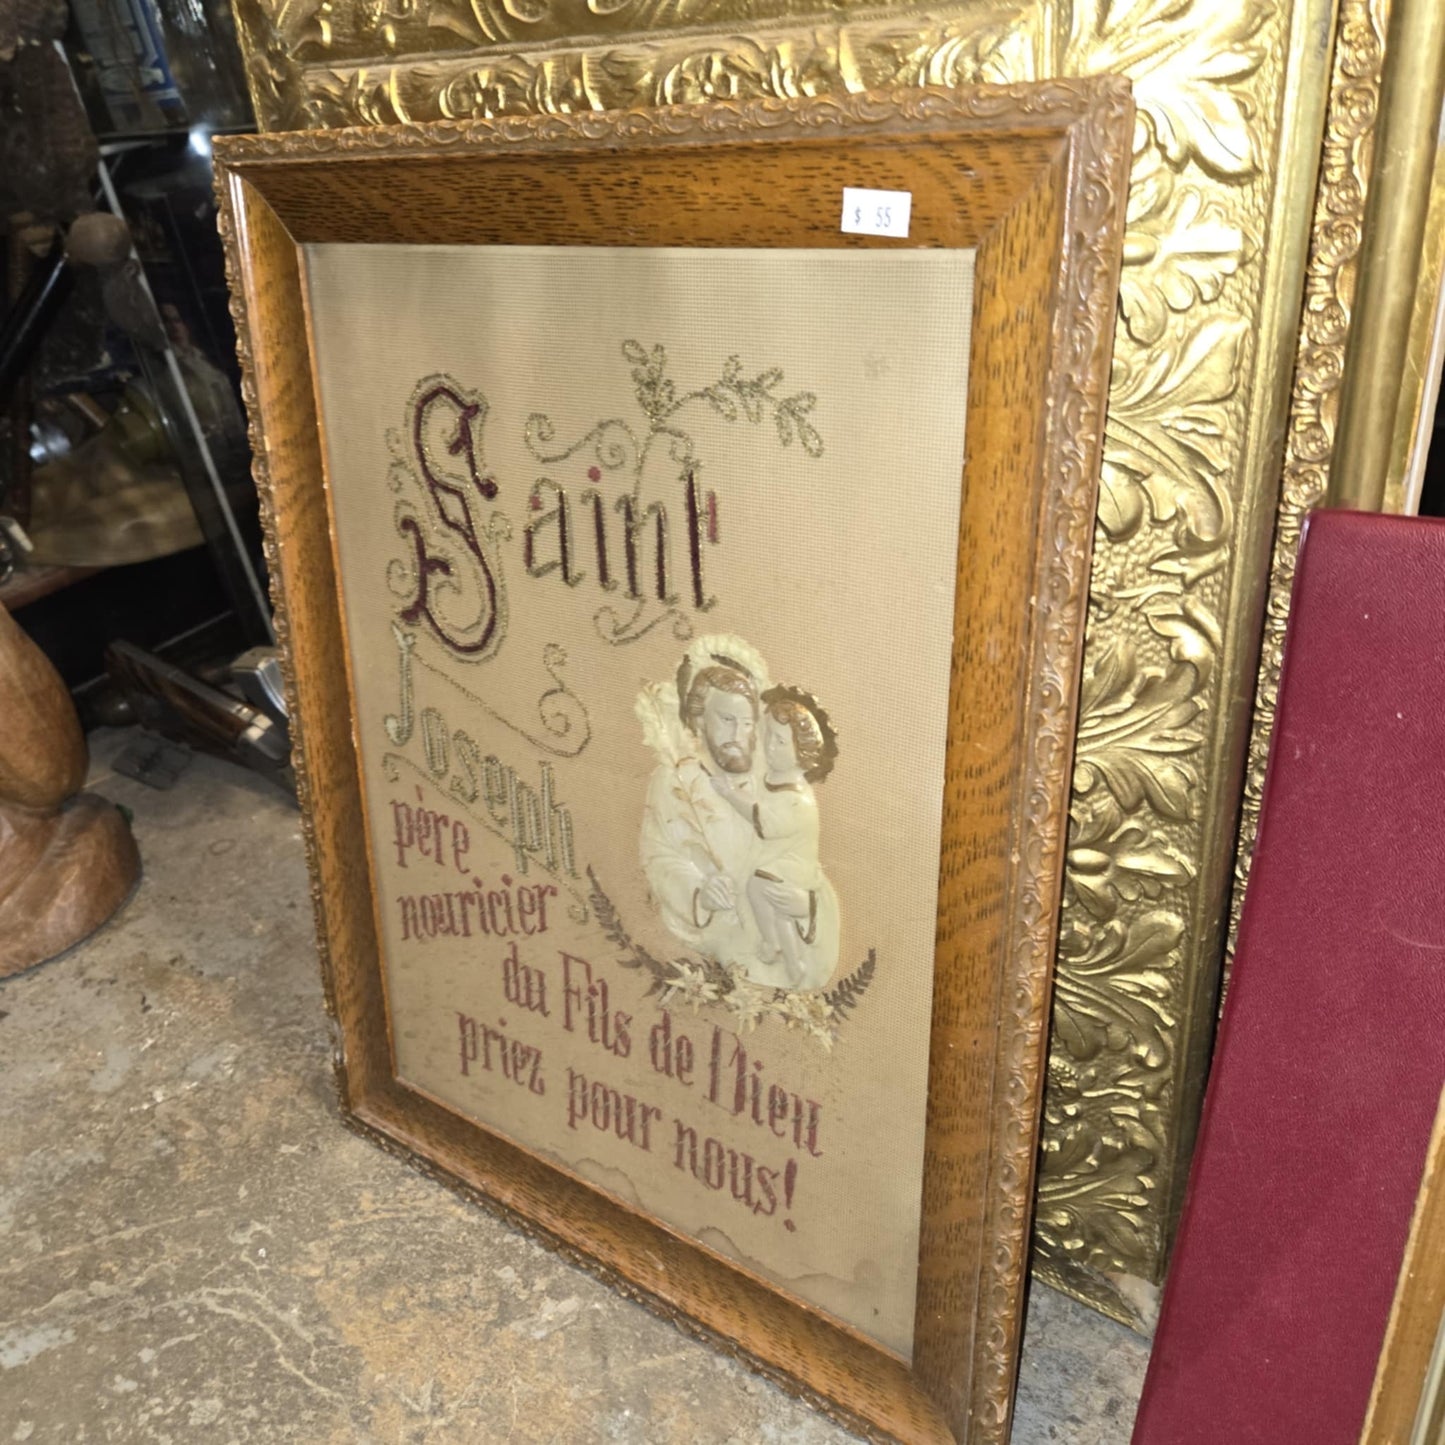 $ 55
Saint
Joseph
père
nouricier
du Fils de Dieu
priez pour nous!